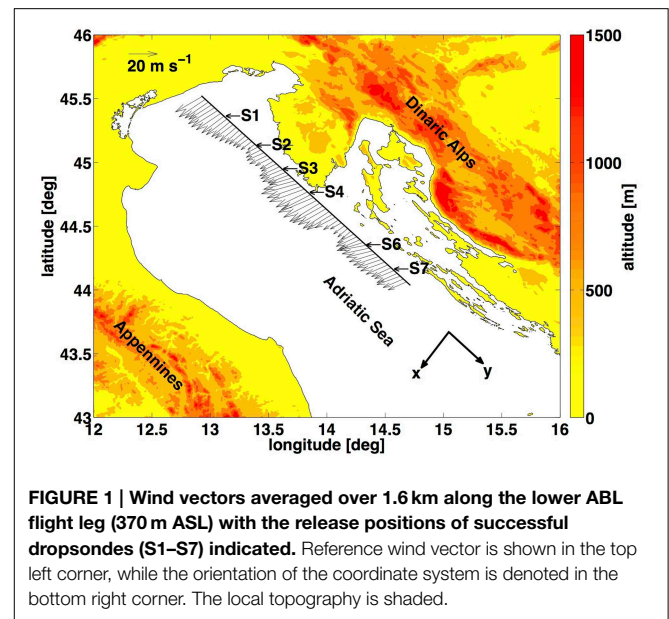 46
45.5
45
44.5
44
43.5
43
12
12.5
13
13.5
14
14.5
15
15.5
16
latitude [deg]
longitude [deg]
20 m s⁻¹
S1
S2
S3
S4
S6
S7
Dinaric Alps
Adriatic Sea
Appennines
x
y
1500
1000
500
0
altitude [m]
FIGURE 1 | Wind vectors averaged over 1.6 km along the lower ABL
flight leg (370 m ASL) with the release positions of successful
dropsondes (S1–S7) indicated. Reference wind vector is shown in the top
left corner, while the orientation of the coordinate system is denoted in the
bottom right corner. The local topography is shaded.